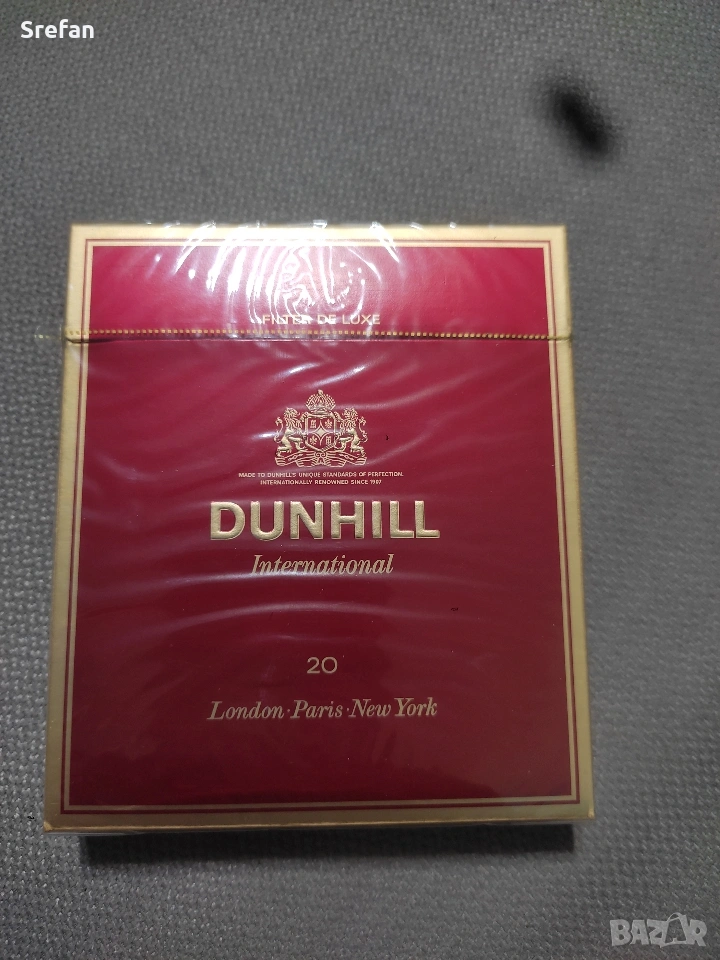 Srefan
FILTER DE LUXE
MADE TO DUNHILL'S UNIQUE STANDARDS OF PERFECTION.
INTERNATIONALLY RENOWNED SINCE 1907
DUNHILL
International
20
London·Paris·New York
BAZAR